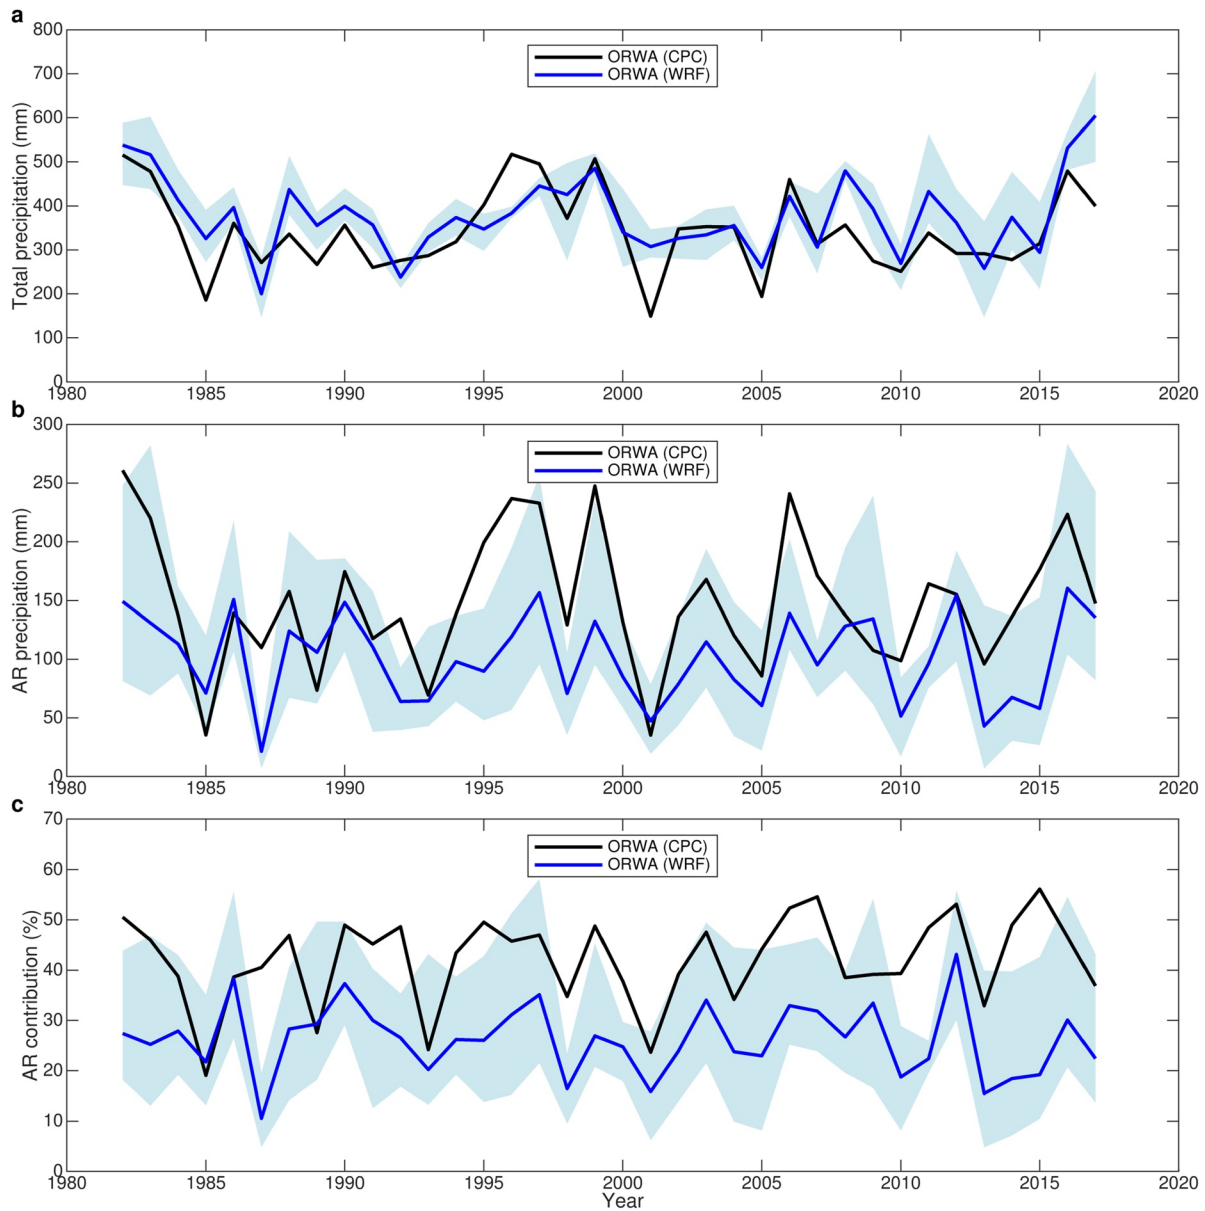 a
800
700
600
500
400
300
200
100
0
Total precipitation (mm)
ORWA (CPC)
ORWA (WRF)
1980 1985 1990 1995 2000 2005 2010 2015 2020
b
300
250
200
150
100
50
0
AR precipiation (mm)
ORWA (CPC)
ORWA (WRF)
1980 1985 1990 1995 2000 2005 2010 2015 2020
c
70
60
50
40
30
20
10
0
AR contribution (%)
ORWA (CPC)
ORWA (WRF)
1980 1985 1990 1995 2000 2005 2010 2015 2020
Year